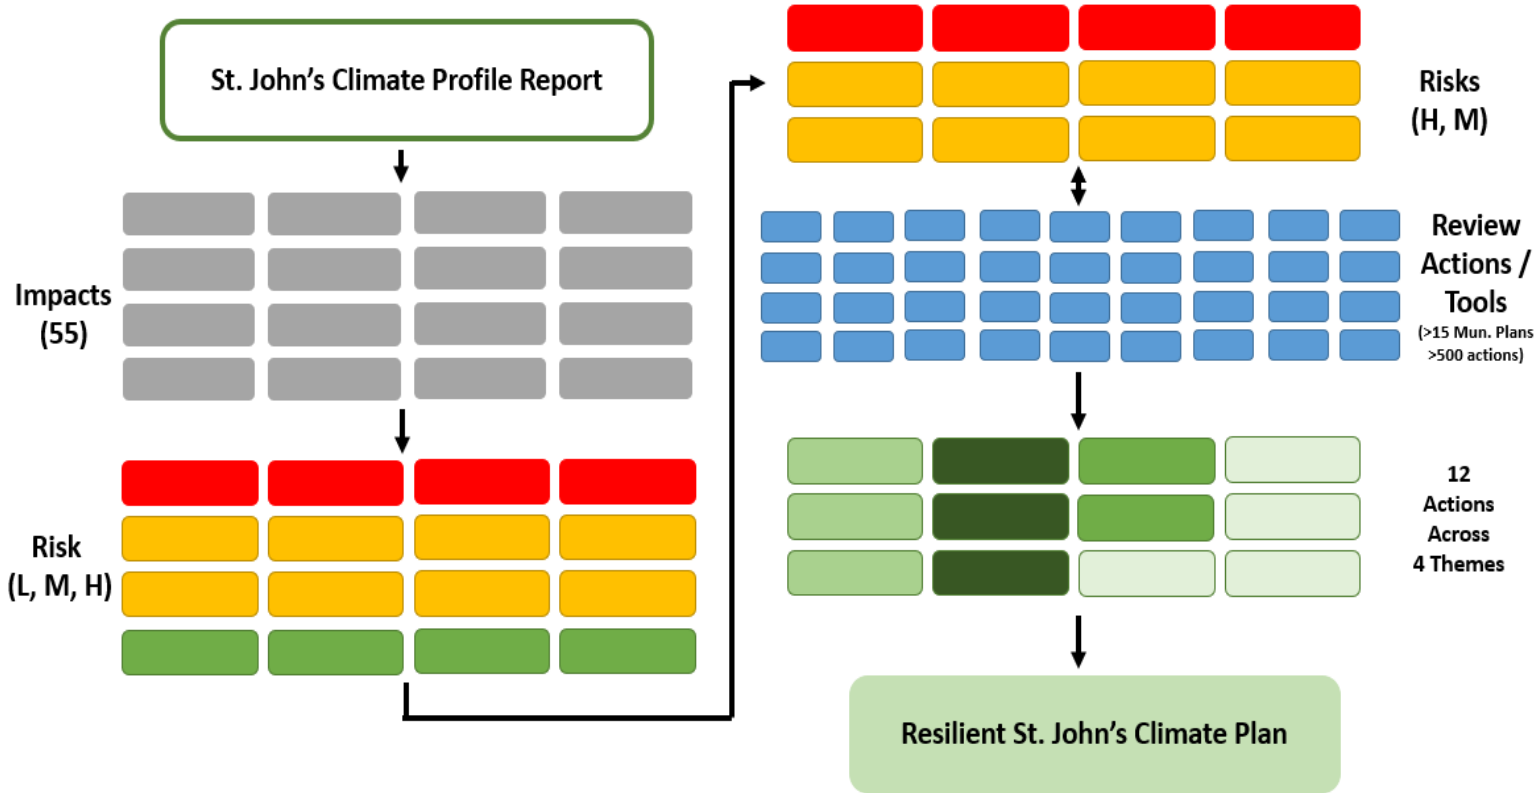 St. John’s Climate Profile Report
Impacts
(55)
Risk
(L, M, H)
Risks
(H, M)
Review
Actions /
Tools
(>15 Mun. Plans
>500 actions)
12
Actions
Across
4 Themes
Resilient St. John’s Climate Plan